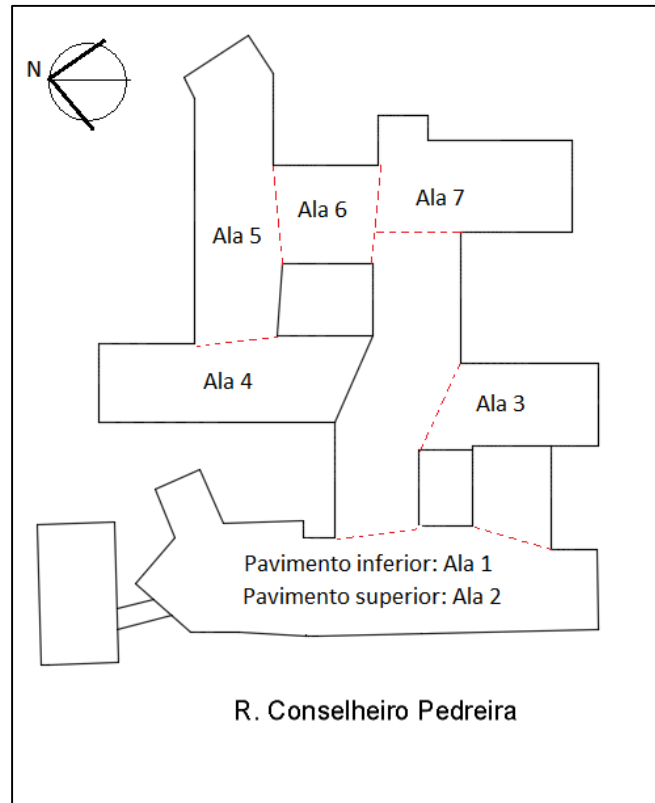 N
Ala 6
Ala 7
Ala 5
Ala 4
Ala 3
Pavimento inferior: Ala 1
Pavimento superior: Ala 2
R. Conselheiro Pedreira